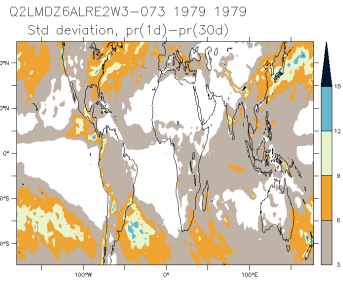 Q2LMDZ6ALRE2W3-073 1979 1979
Std deviation, pr(1d)-pr(30d)
15
12
9
6
3
0°
100°W
0°
100°E